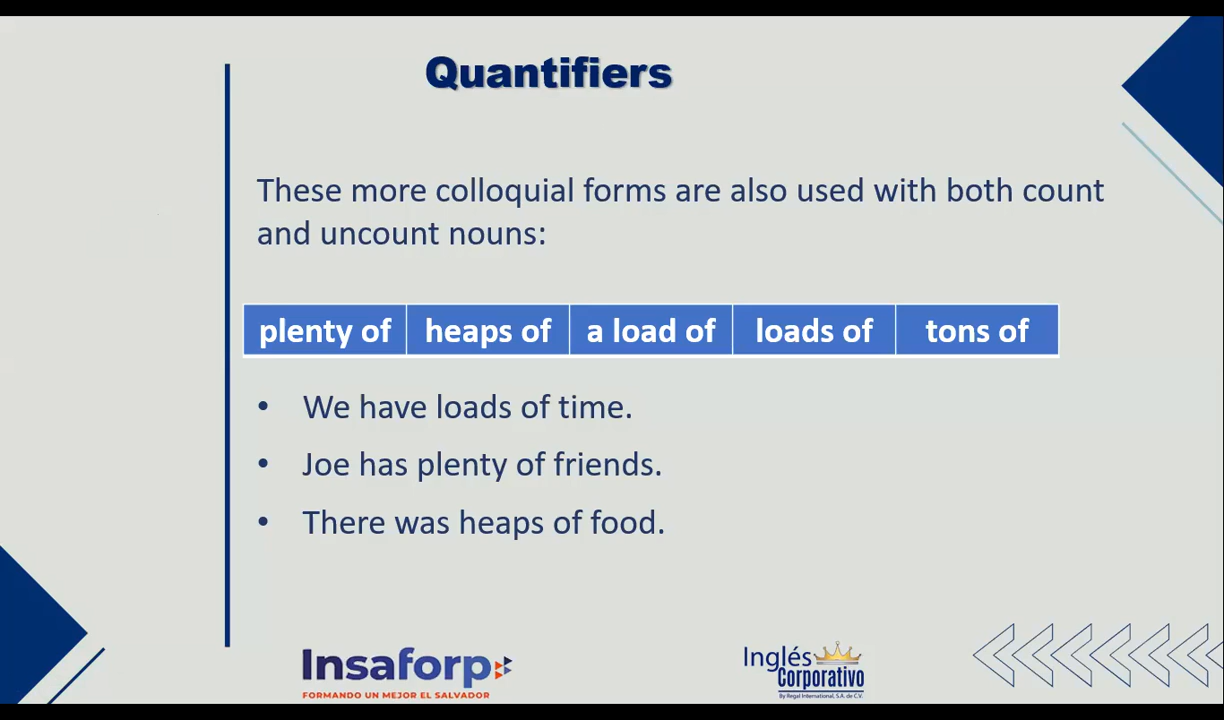 Quantifiers
These more colloquial forms are also used with both count
and uncount nouns:
plenty of heaps of a load of loads of tons of
• We have loads of time.
• Joe has plenty of friends.
• There was heaps of food.
Insaforp
FORMANDO UN MEJOR EL SALVADOR
Inglés
Corporativo
By Regal International, S.A. de C.V.